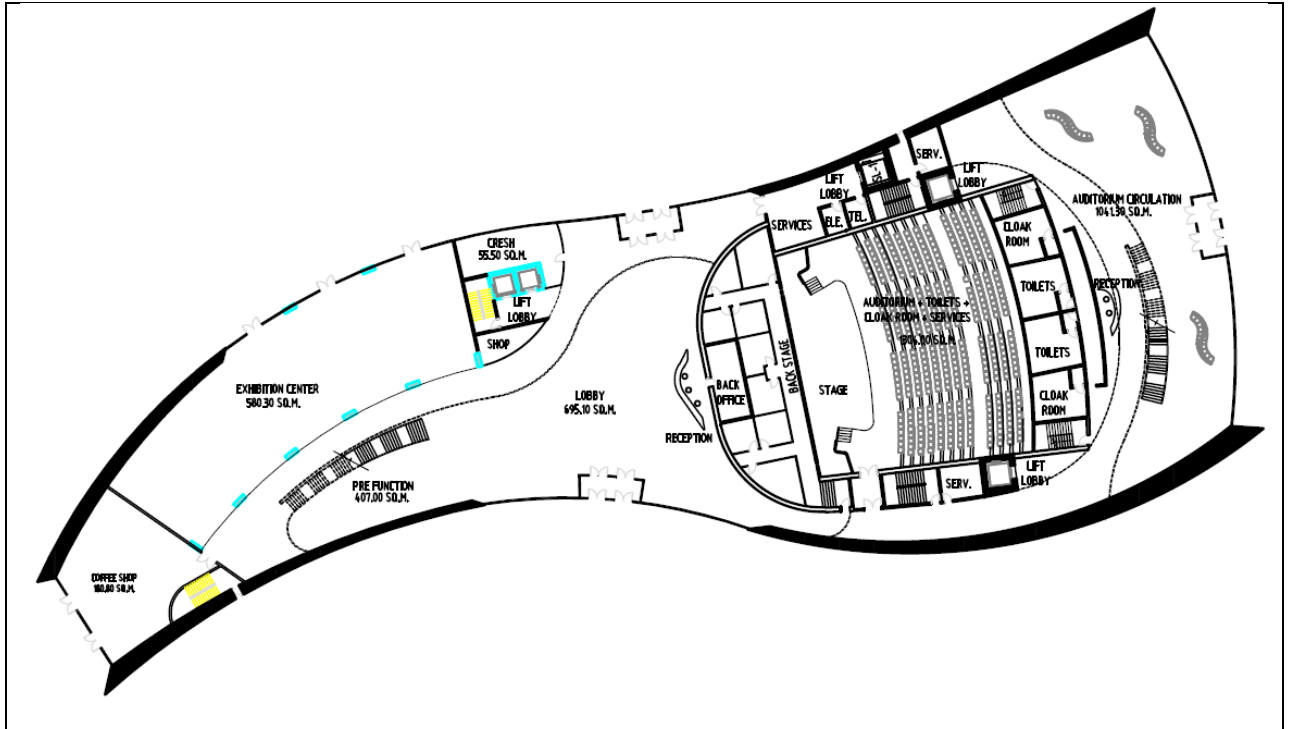 SERV.
LIFT
LOBBY
LIFT
LOBBY
AUDITORIUM CIRCULATION
1041.30 SQ.M.
SERVICES
ELE.
TEL.
CLOAK
ROOM
CRESH
55.50 SQ.M.
LIFT
LOBBY
SHOP
TOILETS
RECEPTION
AUDITORIUM + TOILETS +
CLOAK ROOM + SERVICES
SQ.M.
TOILETS
BACK STAGE
STAGE
BACK
OFFICE
EXHIBITION CENTER
580.30 SQ.M.
LOBBY
695.10 SQ.M.
CLOAK
ROOM
RECEPTION
PRE FUNCTION
407.00 SQ.M.
SERV.
LIFT
LOBBY
COFFEE SHOP
SQ.M.